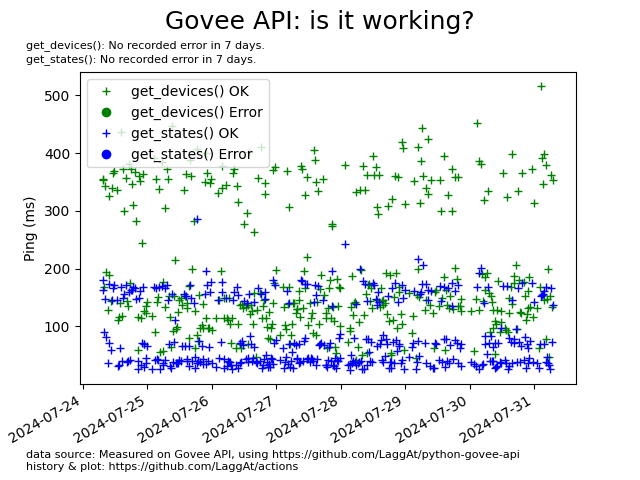 Govee API: is it working?
get_devices(): No recorded error in 7 days.
get_states(): No recorded error in 7 days.
get_devices() OK
get_devices() Error
get_states() OK
get_states() Error
Ping (ms)
500
400
300
200
100
2024-07-24
2024-07-25
2024-07-26
2024-07-27
2024-07-28
2024-07-29
2024-07-30
2024-07-31
data source: Measured on Govee API, using https://github.com/LaggAt/python-govee-api
history & plot: https://github.com/LaggAt/actions